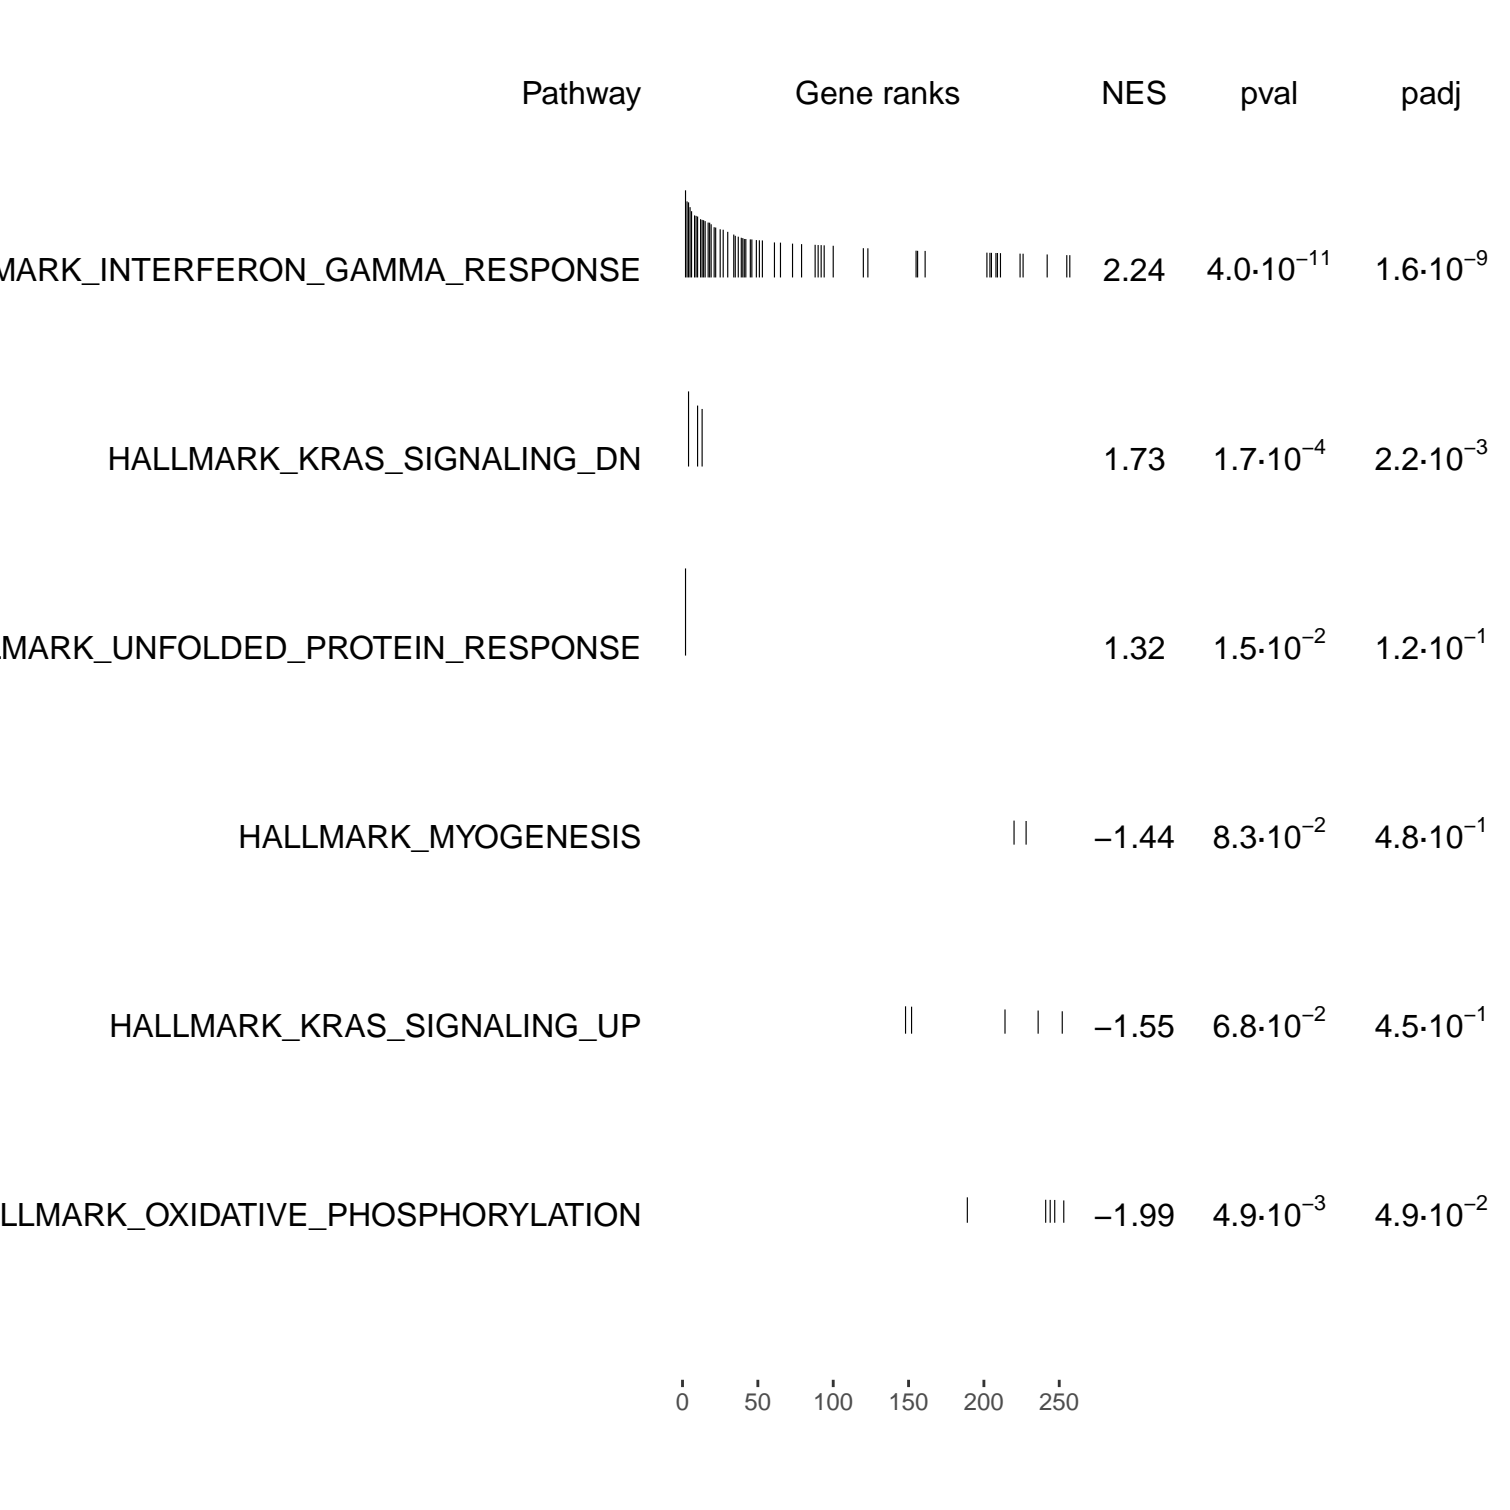 Pathway Gene ranks NES pval padj
MARK_INTERFERON_GAMMA_RESPONSE 2.24 4.0·10⁻¹¹ 1.6·10⁻⁹
HALLMARK_KRAS_SIGNALING_DN 1.73 1.7·10⁻⁴ 2.2·10⁻³
MARK_UNFOLDED_PROTEIN_RESPONSE 1.32 1.5·10⁻² 1.2·10⁻¹
HALLMARK_MYOGENESIS −1.44 8.3·10⁻² 4.8·10⁻¹
HALLMARK_KRAS_SIGNALING_UP −1.55 6.8·10⁻² 4.5·10⁻¹
LLMARK_OXIDATIVE_PHOSPHORYLATION −1.99 4.9·10⁻³ 4.9·10⁻²
0 50 100 150 200 250